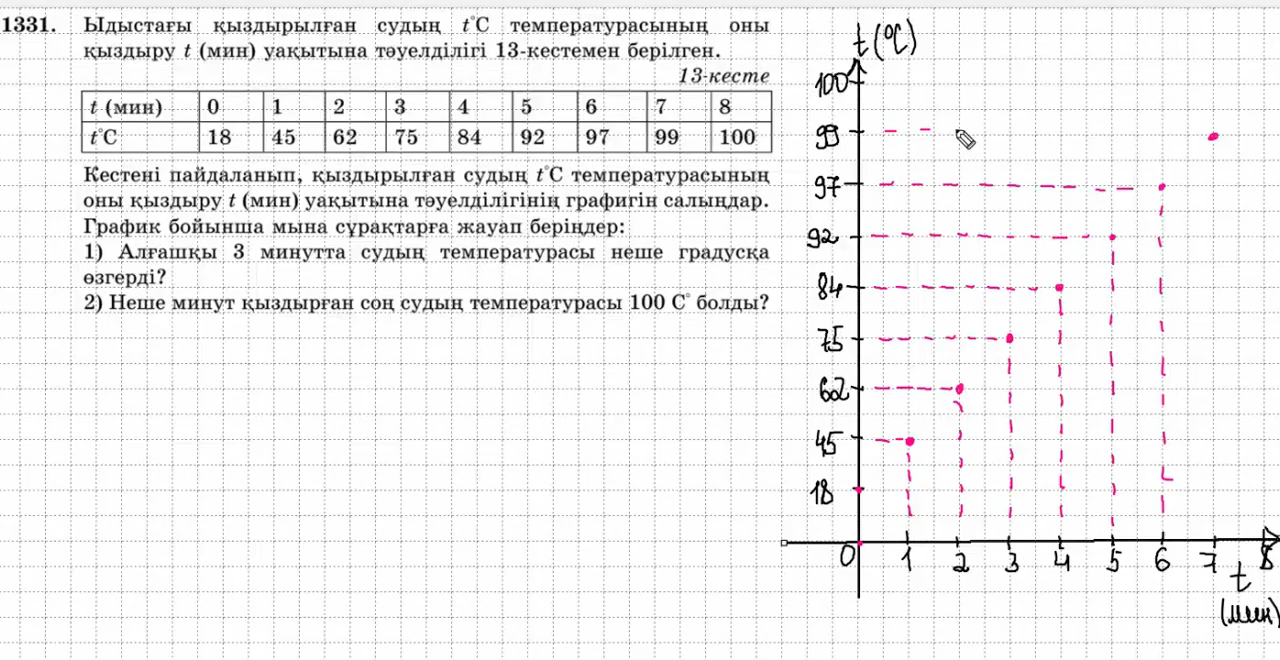 1331. Ыдыстағы қыздырылған судың t°C температурасының оны
қыздыру t (мин) уақытына тәуелділігі 13-кестемен берілген.
13-кесте
t (мин) 0 1 2 3 4 5 6 7 8
t°C 18 45 62 75 84 92 97 99 100
Кестені пайдаланып, қыздырылған судың t°C температурасының
оны қыздыру t (мин) уақытына тәуелділігінің графигін салыңдар.
График бойынша мына сұрақтарға жауап беріңдер:
1) Алғашқы 3 минутта судың температурасы неше градусқа
өзгерді?
2) Неше минут қыздырған соң судың температурасы 100 C° болды?
t(°C)
100
99
97
92
84
75
62
45
18
0 1 2 3 4 5 6 7 8
t
(мин)